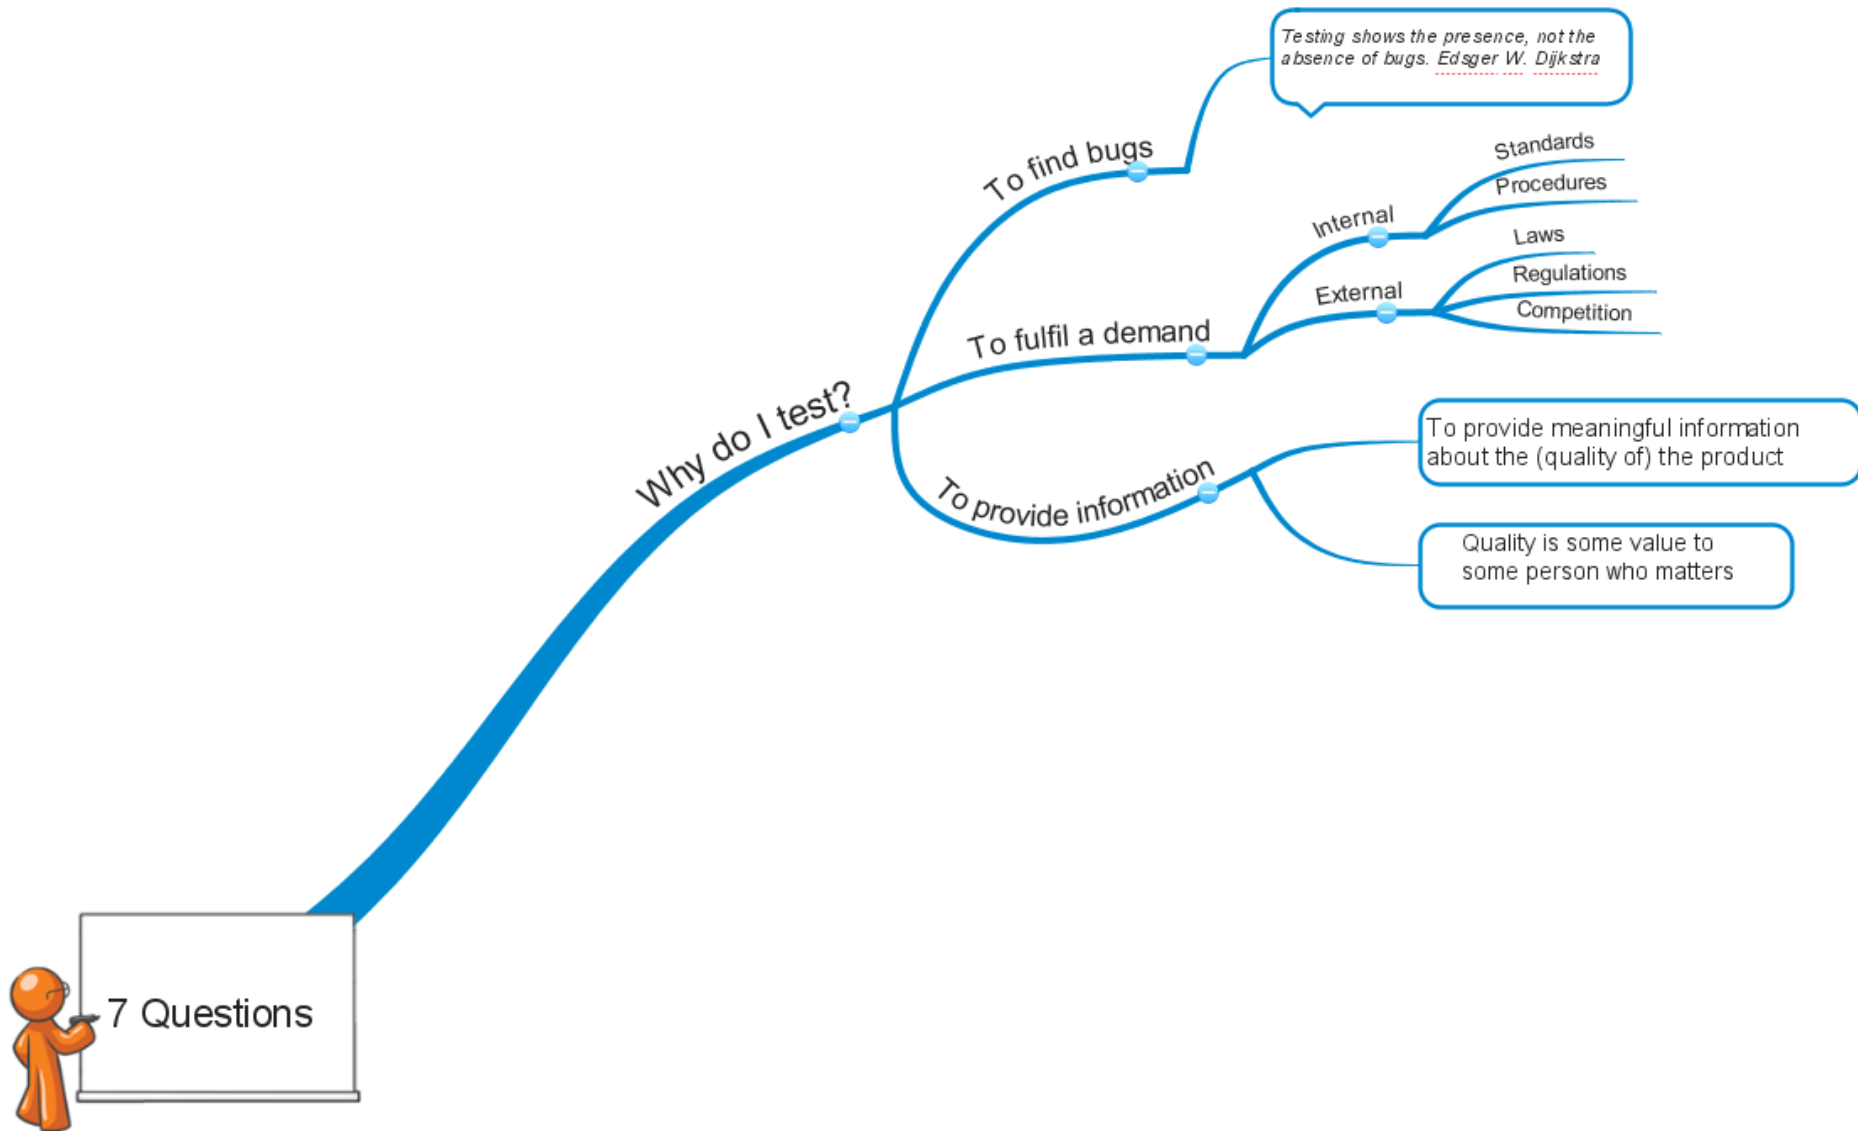 Testing shows the presence, not the
absence of bugs. Edsger W. Dijkstra
To find bugs
Standards
Procedures
Internal
Laws
Regulations
External
Competition
To fulfil a demand
Why do I test?
To provide meaningful information
about the (quality of) the product
To provide information
Quality is some value to
some person who matters
7 Questions